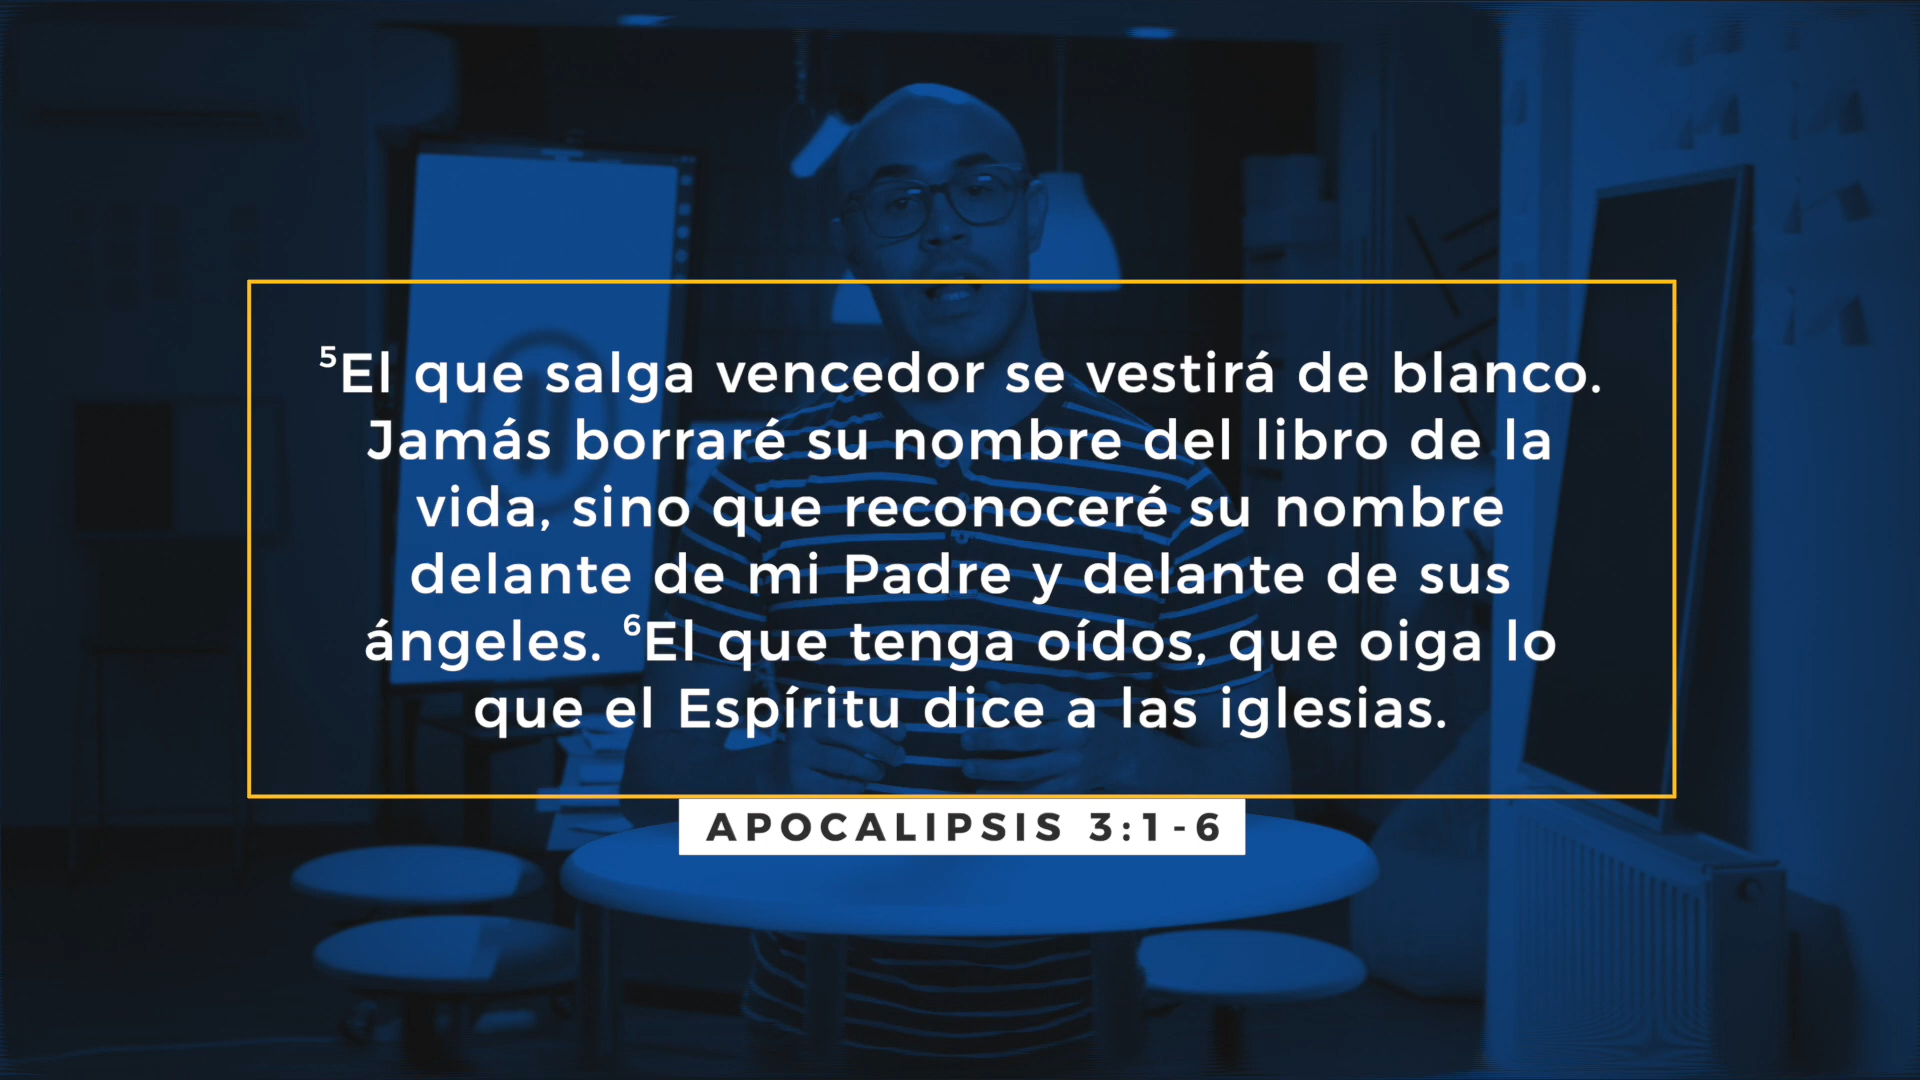 ⁵El que salga vencedor se vestirá de blanco.
Jamás borraré su nombre del libro de la
vida, sino que reconoceré su nombre
delante de mi Padre y delante de sus
ángeles. ⁶El que tenga oídos, que oiga lo
que el Espíritu dice a las iglesias.
APOCALIPSIS 3:1-6